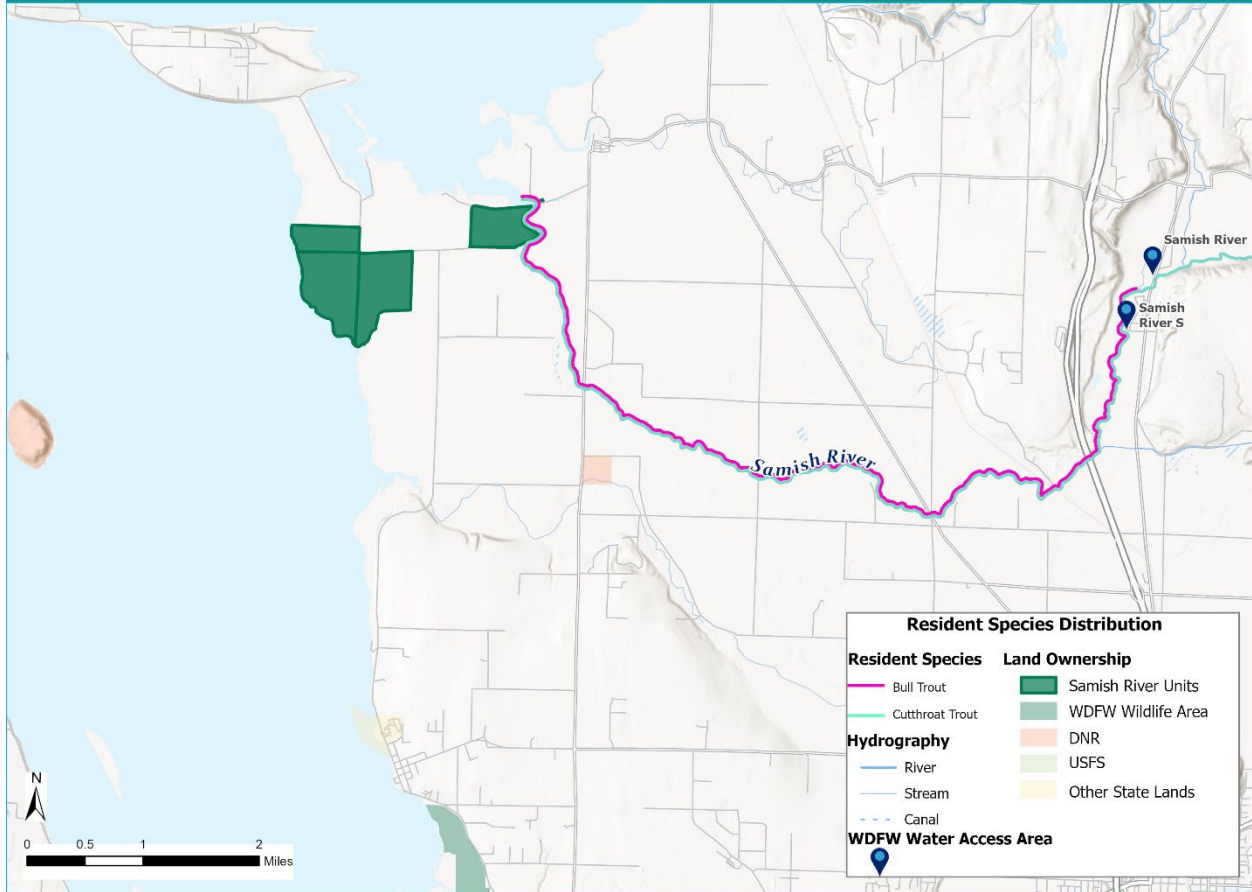 Samish River
Samish
River S
Samish River
Resident Species Distribution
Resident Species
Bull Trout
Cutthroat Trout
Hydrography
River
Stream
Canal
WDFW Water Access Area
Land Ownership
Samish River Units
WDFW Wildlife Area
DNR
USFS
Other State Lands
N
0 0.5 1 2
Miles